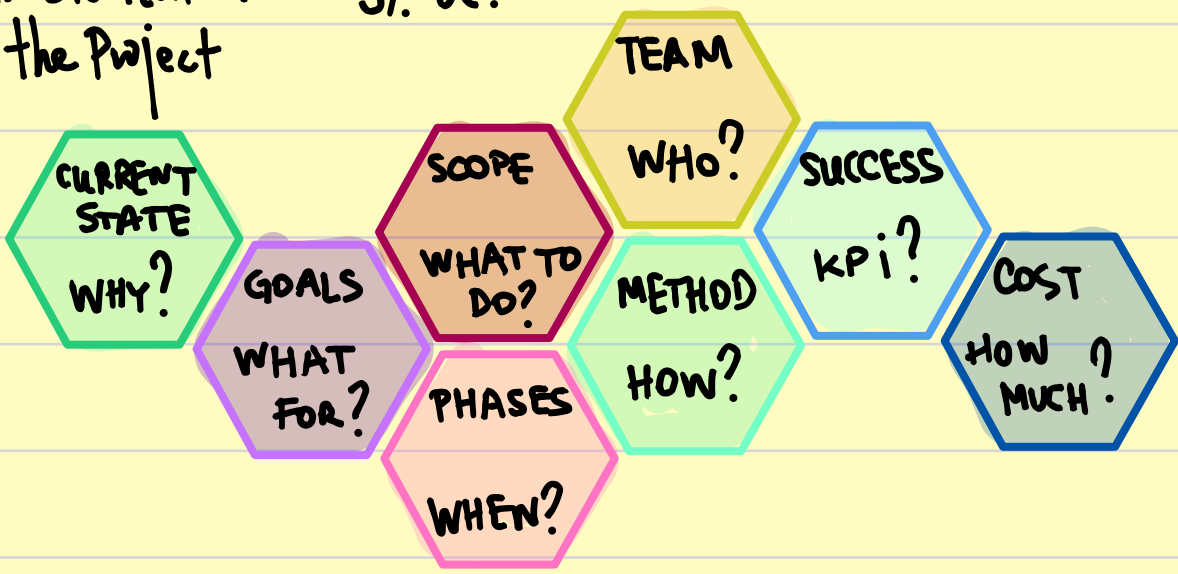 the Project
CURRENT
STATE
WHY?
GOALS
WHAT
FOR?
SCOPE
WHAT TO
DO?
PHASES
WHEN?
TEAM
WHO?
METHOD
HOW?
SUCCESS
KPi?
COST
HOW
MUCH?